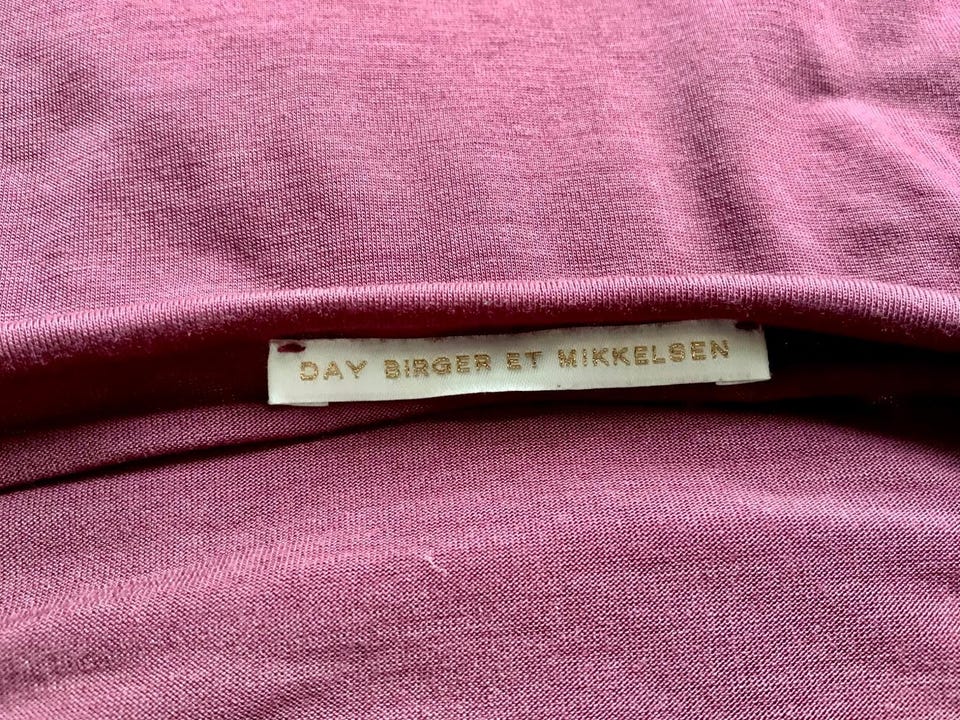 DAY BIRGER ET MIKKELSEN